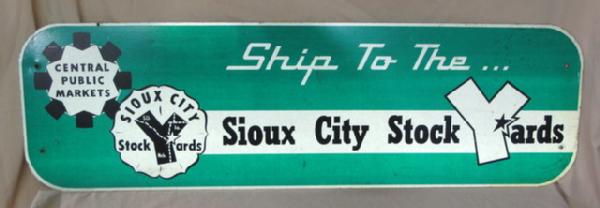 Ship To The...
CENTRAL
PUBLIC
MARKETS
SIOUX CITY
Stock Yards
Sioux City Stock Yards